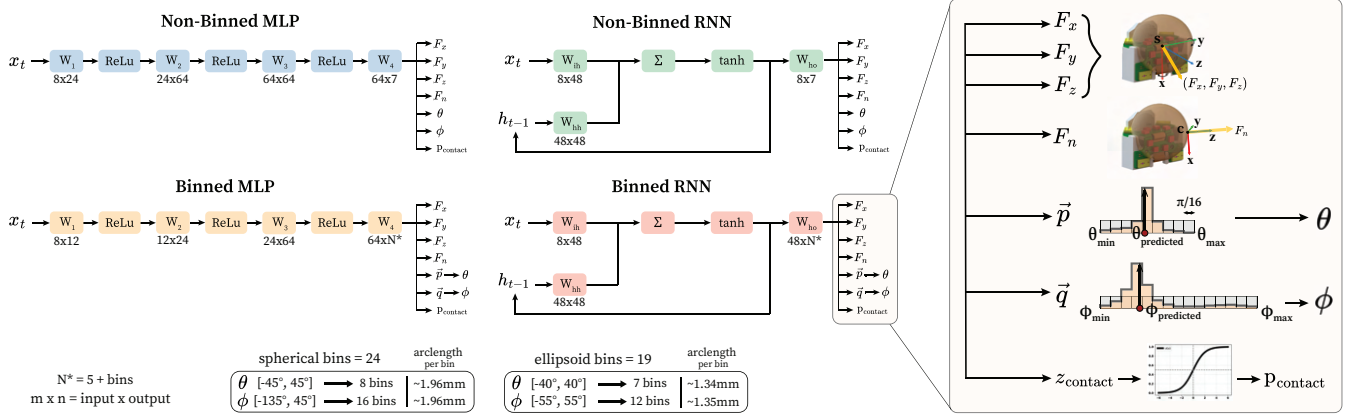 Non-Binned MLP
x_t W_1 ReLu W_2 ReLu W_3 ReLu W_4
8x24 24x64 64x64 64x7
F_x
F_y
F_z
F_n
θ
ϕ
p_contact
Non-Binned RNN
x_t W_ih Σ tanh W_ho
8x48 8x7
h_{t−1} W_hh
48x48
F_x
F_y
F_z
F_n
θ
ϕ
p_contact
Binned MLP
x_t W_1 ReLu W_2 ReLu W_3 ReLu W_4
8x12 12x24 24x64 64xN*
F_x
F_y
F_z
F_n
p⃗ θ
q⃗ ϕ
p_contact
Binned RNN
x_t W_ih Σ tanh W_ho
8x48 48xN*
h_{t−1} W_hh
48x48
F_x
F_y
F_z
F_n
p⃗ θ
q⃗ ϕ
p_contact
N* = 5 + bins
m x n = input x output
spherical bins = 24 arclength per bin
θ [-45°, 45°] 8 bins ~1.96mm
ϕ [-135°, 45°] 16 bins ~1.96mm
ellipsoid bins = 19 arclength per bin
θ [-40°, 40°] 7 bins ~1.34mm
ϕ [-55°, 55°] 12 bins ~1.35mm
F_x
F_y
F_z
s y z x
(F_x, F_y, F_z)
F_n
c y z x F_n
p⃗ π/16 θ
θ_min θ_predicted θ_max
q⃗ ϕ
ϕ_min ϕ_predicted ϕ_max
z_contact p_contact